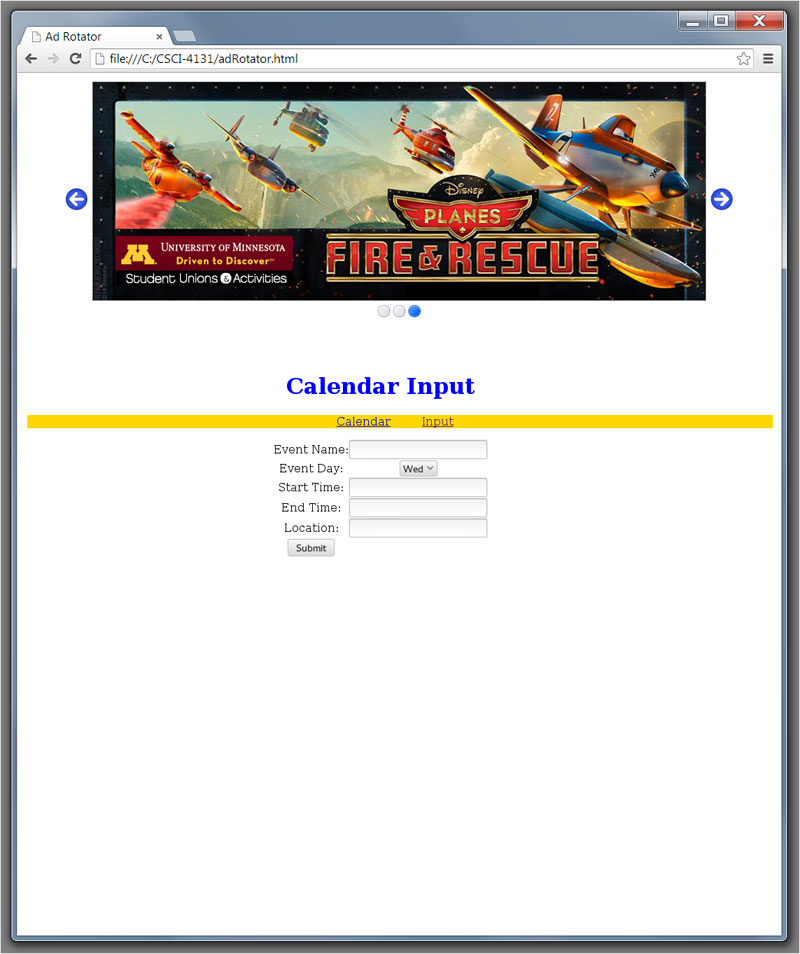 Ad Rotator
file:///C:/CSCI-4131/adRotator.html
Disney
PLANES
FIRE & RESCUE
M
UNIVERSITY OF MINNESOTA
Driven to Discover℠
Student Unions & Activities
Calendar Input
Calendar Input
Event Name:
Event Day: Wed
Start Time:
End Time:
Location:
Submit